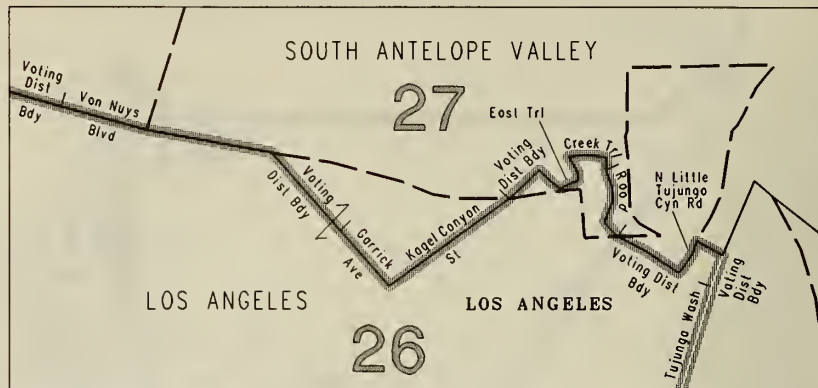 SOUTH ANTELOPE VALLEY
27
Voting
Dist
Bdy
Von Nuys
Blvd
East Trl
Creek Trl
Road
Voting
Dist Bdy
N Little
Tujungo
Cyn Rd
Voting
Dist Bdy
Garrick
Ave
Kagel Canyon
St
Voting Dist
Bdy
Voting
Dist
Bdy
Tujunga Wash
LOS ANGELES
LOS ANGELES
26